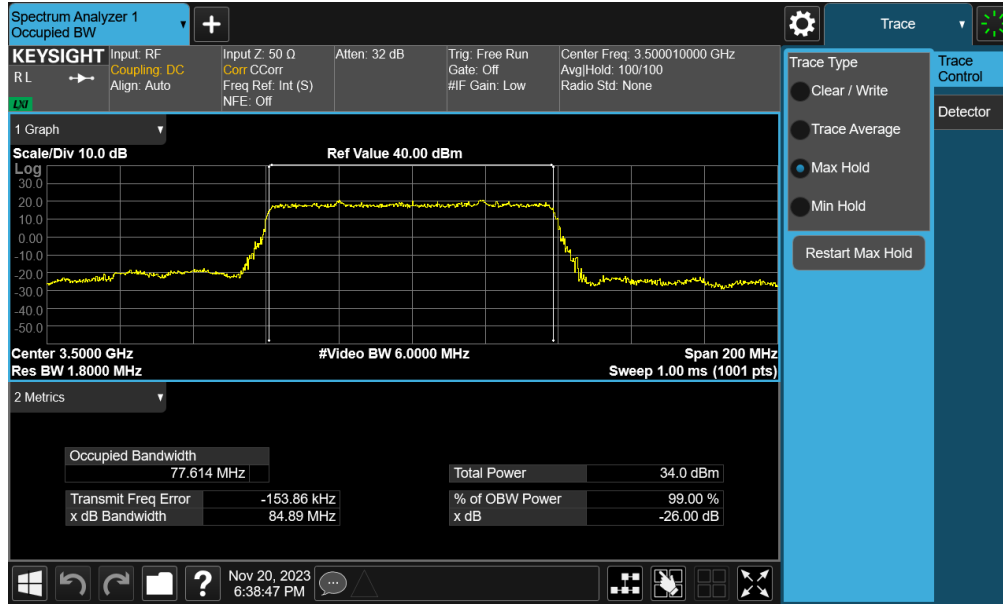 Spectrum Analyzer 1
Occupied BW
+
Trace
KEYSIGHT
R L
LXI
Input: RF
Coupling: DC
Align: Auto
Input Z: 50 Ω
Corr CCorr
Freq Ref: Int (S)
NFE: Off
Atten: 32 dB
Trig: Free Run
Gate: Off
#IF Gain: Low
Center Freq: 3.500010000 GHz
Avg|Hold: 100/100
Radio Std: None
1 Graph
Scale/Div 10.0 dB
Ref Value 40.00 dBm
Log
30.0
20.0
10.0
0.00
-10.0
-20.0
-30.0
-40.0
-50.0
Center 3.5000 GHz
#Video BW 6.0000 MHz
Span 200 MHz
Res BW 1.8000 MHz
Sweep 1.00 ms (1001 pts)
2 Metrics
Occupied Bandwidth
77.614 MHz
Total Power 34.0 dBm
Transmit Freq Error -153.86 kHz
% of OBW Power 99.00 %
x dB Bandwidth 84.89 MHz
x dB -26.00 dB
Trace Type
Clear / Write
Trace Average
Max Hold
Min Hold
Restart Max Hold
Trace
Control
Detector
?
Nov 20, 2023
6:38:47 PM